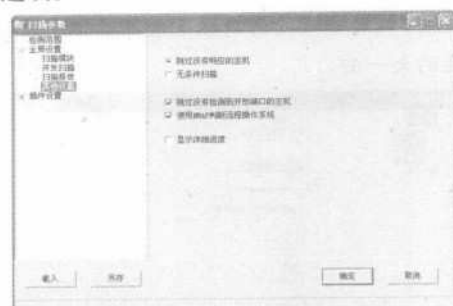 扫描参数
检测范围
全局设置
扫描模块
并发扫描
扫描报告
其他设置
插件设置
跳过没有响应的主机
无条件扫描
跳过没有检测到开放端口的主机
使用NMAP判断远程操作系统
显示详细进度
载入
另存
确定
取消